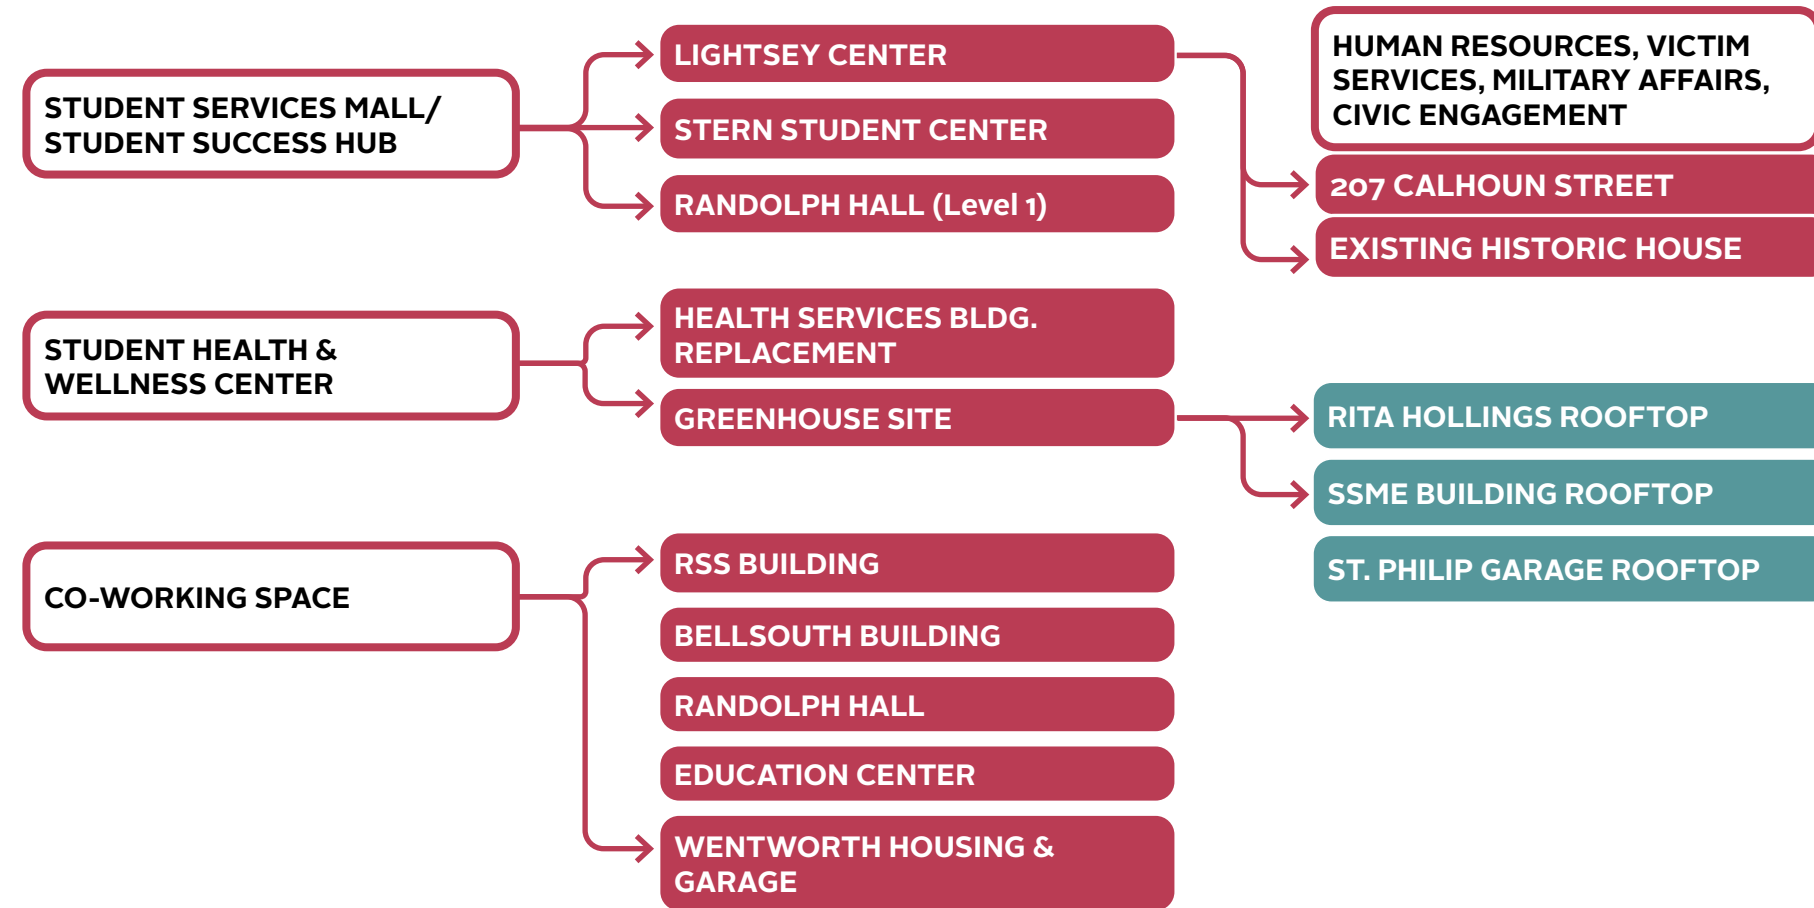 STUDENT SERVICES MALL/
STUDENT SUCCESS HUB
LIGHTSEY CENTER
STERN STUDENT CENTER
RANDOLPH HALL (Level 1)
HUMAN RESOURCES, VICTIM
SERVICES, MILITARY AFFAIRS,
CIVIC ENGAGEMENT
207 CALHOUN STREET
EXISTING HISTORIC HOUSE
STUDENT HEALTH &
WELLNESS CENTER
HEALTH SERVICES BLDG.
REPLACEMENT
GREENHOUSE SITE
RITA HOLLINGS ROOFTOP
SSME BUILDING ROOFTOP
ST. PHILIP GARAGE ROOFTOP
CO-WORKING SPACE
RSS BUILDING
BELLSOUTH BUILDING
RANDOLPH HALL
EDUCATION CENTER
WENTWORTH HOUSING &
GARAGE